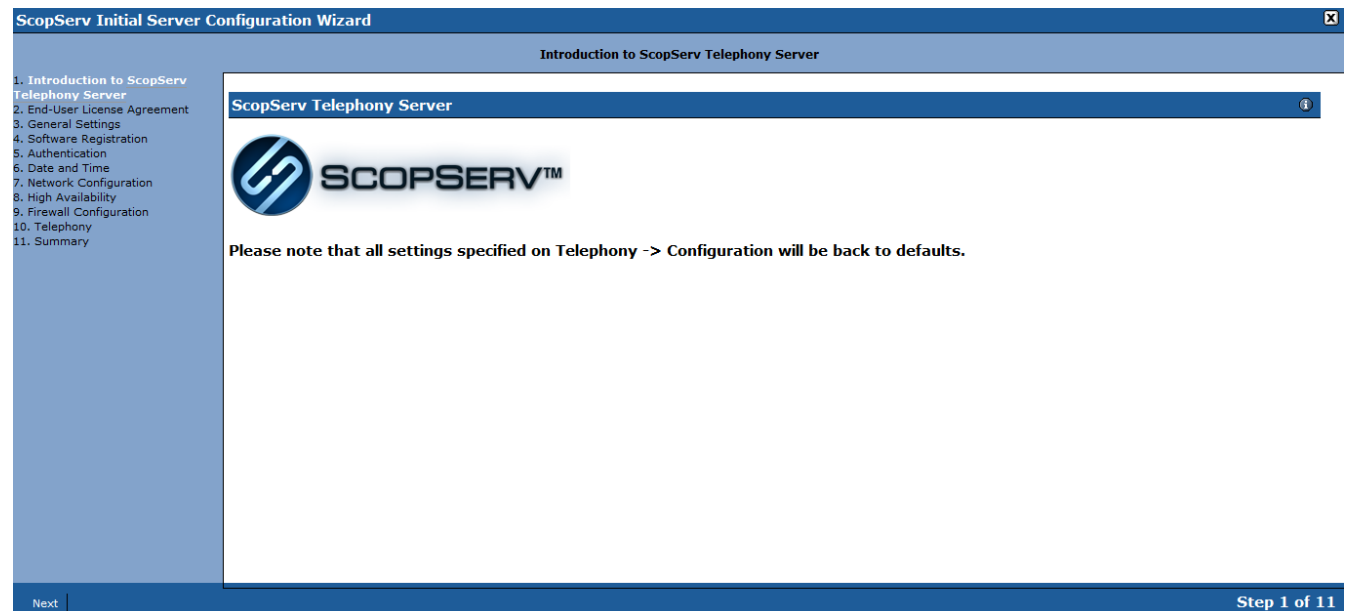 ScopServ Initial Server Configuration Wizard
X
Introduction to ScopServ Telephony Server
1. Introduction to ScopServ
Telephony Server
2. End-User License Agreement
3. General Settings
4. Software Registration
5. Authentication
6. Date and Time
7. Network Configuration
8. High Availability
9. Firewall Configuration
10. Telephony
11. Summary
ScopServ Telephony Server
i
SCOPSERV™
Please note that all settings specified on Telephony -> Configuration will be back to defaults.
Next
Step 1 of 11